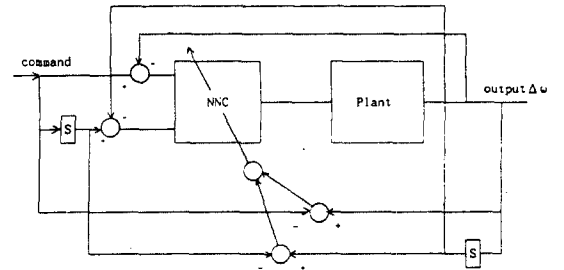 command
NNC
Plant
output Δω
S
S
-
+
-
-
-
+
-
+